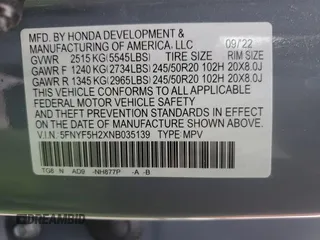 MFD. BY HONDA DEVELOPMENT &
MANUFACTURING OF AMERICA, LLC 09/22
GVWR 2515 KG (5545LBS) TIRE SIZE RIM SIZE
GAWR F 1240 KG (2734LBS) 245/50R20 102H 20X8.0J
GAWR R 1345 KG (2965LBS) 245/50R20 102H 20X8.0J
THIS VEHICLE CONFORMS TO ALL APPLICABLE
FEDERAL MOTOR VEHICLE SAFETY AND THEFT
PREVENTION STANDARDS IN EFFECT ON THE DATE
OF MANUFACTURE SHOWN ABOVE.
V.I.N. 5FNYF5H2XNB035139 TYPE MPV
TG8 N AD9 -NH877P -A -B
DREAMBID